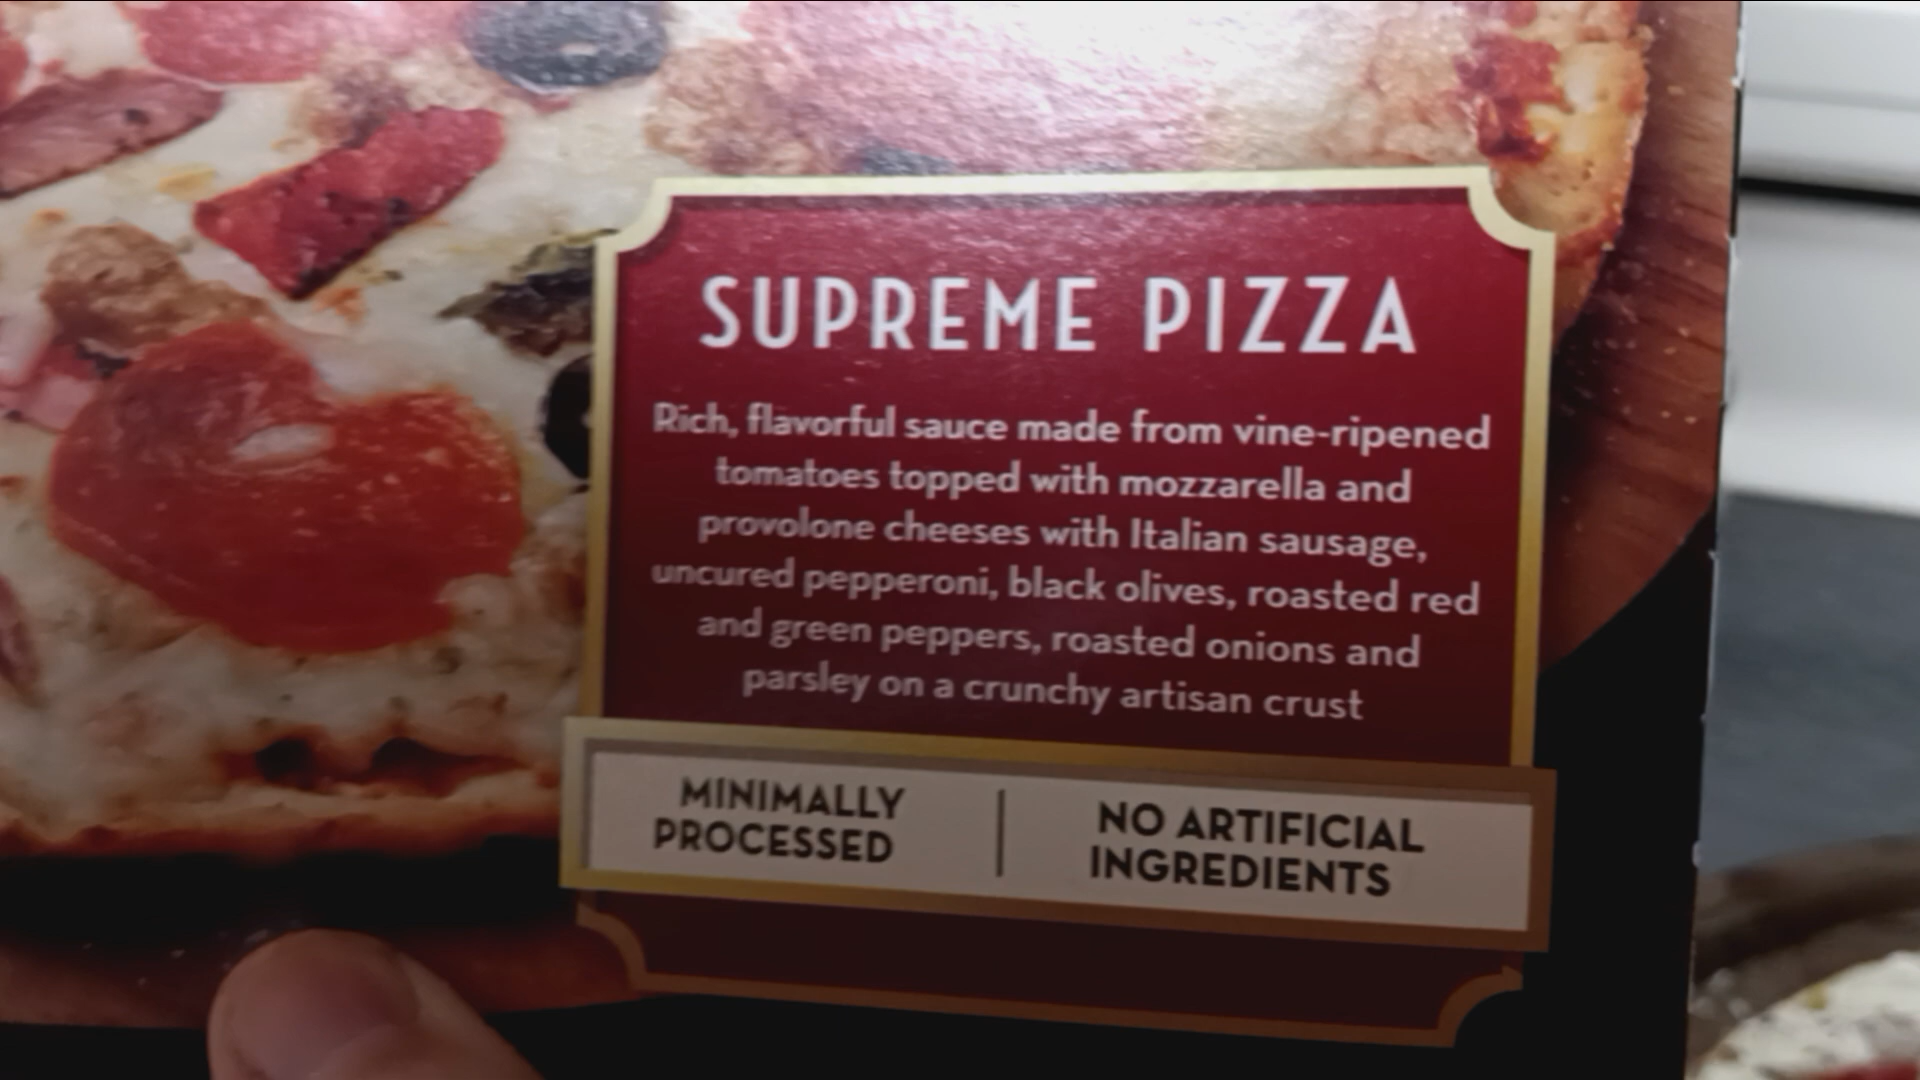 SUPREME PIZZA
Rich, flavorful sauce made from vine-ripened
tomatoes topped with mozzarella and
provolone cheeses with Italian sausage,
uncured pepperoni, black olives, roasted red
and green peppers, roasted onions and
parsley on a crunchy artisan crust
MINIMALLY
PROCESSED
NO ARTIFICIAL
INGREDIENTS